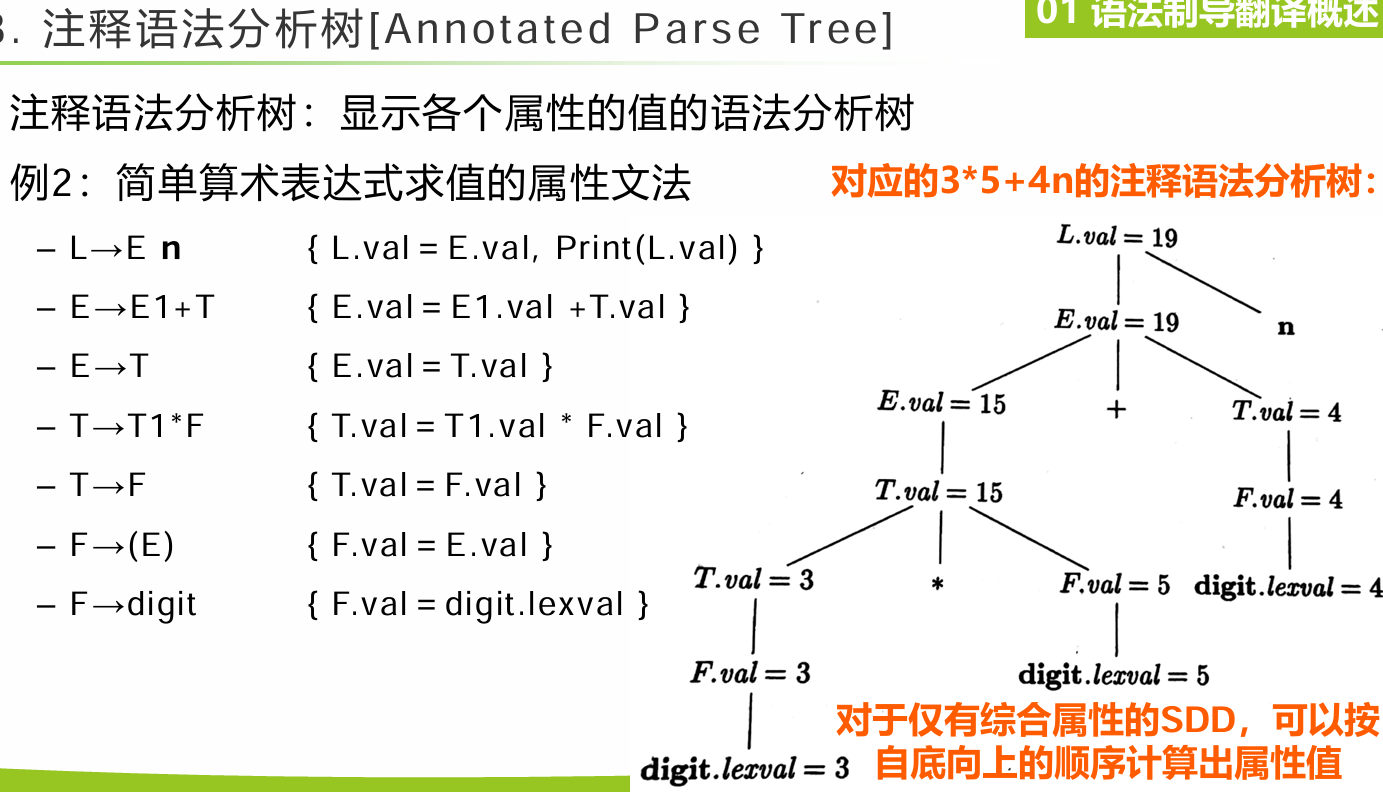 3. 注释语法分析树[Annotated Parse Tree]
01 语法制导翻译概述
注释语法分析树：显示各个属性的值的语法分析树
例2：简单算术表达式求值的属性文法
对应的3*5+4n的注释语法分析树：
– L→E n { L.val = E.val, Print(L.val) }
– E→E1+T { E.val = E1.val +T.val }
– E→T { E.val = T.val }
– T→T1*F { T.val = T1.val * F.val }
– T→F { T.val = F.val }
– F→(E) { F.val = E.val }
– F→digit { F.val = digit.lexval }
L.val = 19
E.val = 19 n
E.val = 15 + T.val = 4
T.val = 15 F.val = 4
T.val = 3 * F.val = 5 digit.lexval = 4
F.val = 3 digit.lexval = 5
digit.lexval = 3
对于仅有综合属性的SDD，可以按
自底向上的顺序计算出属性值